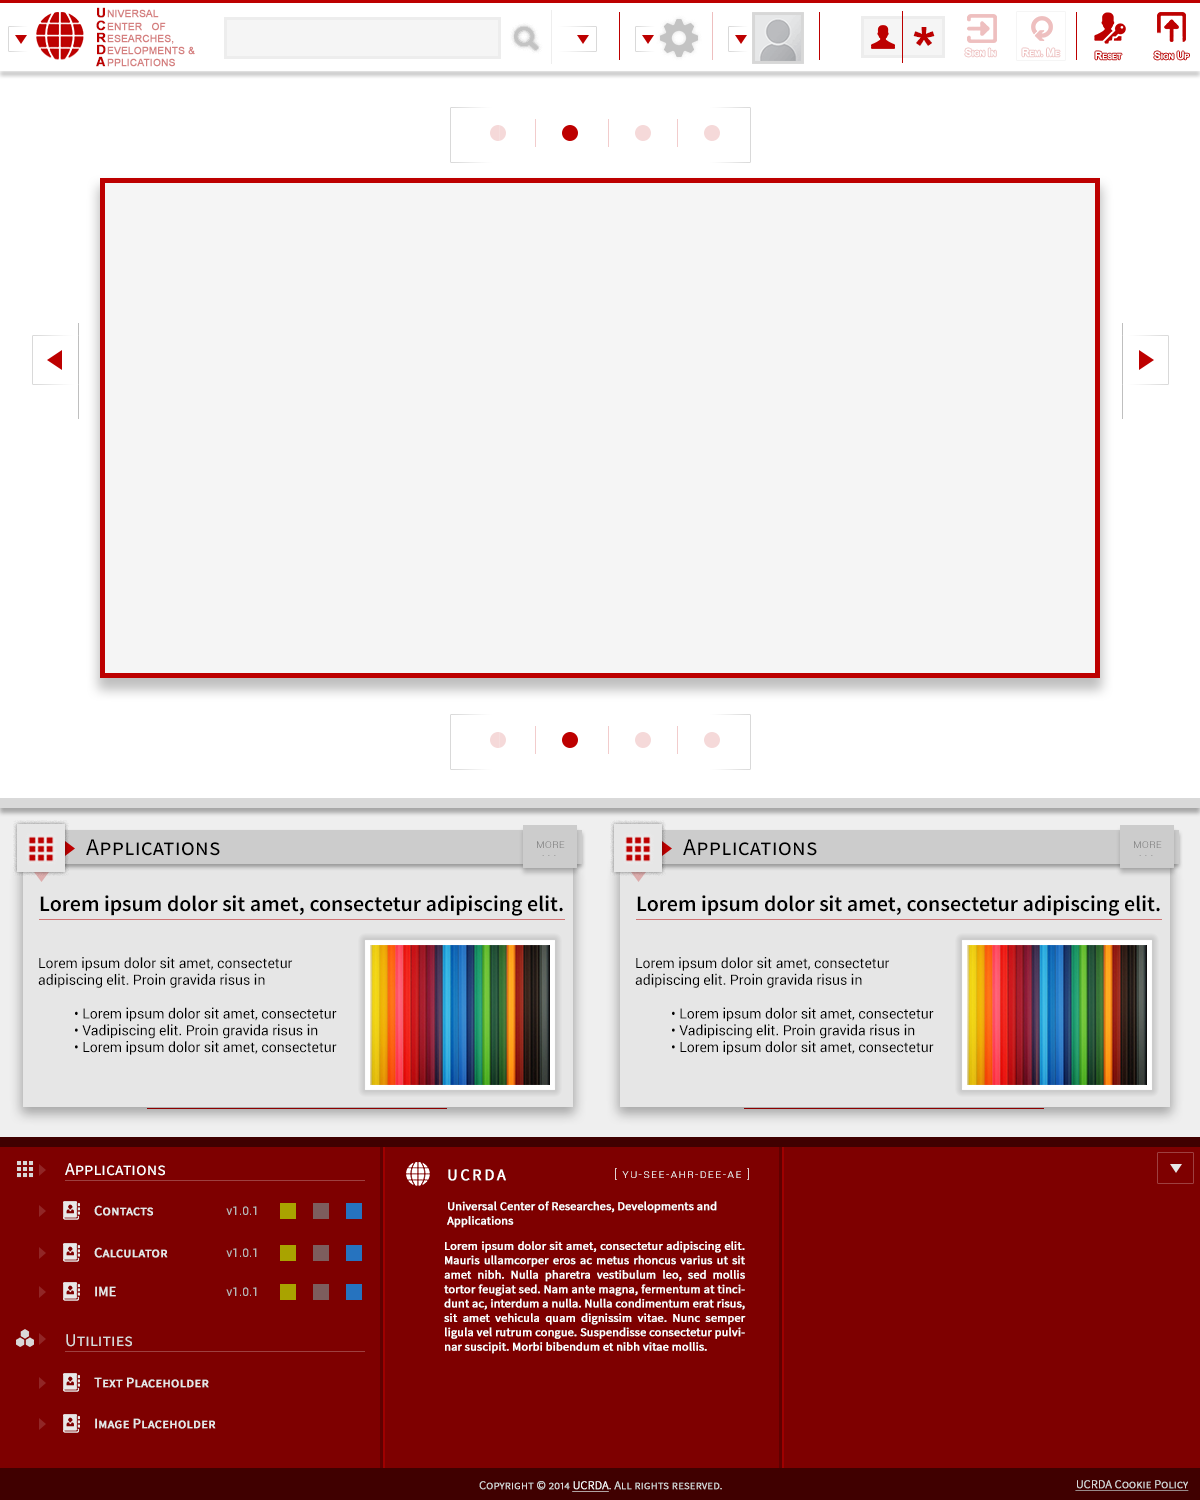 UNIVERSAL
CENTER OF
RESEARCHES,
DEVELOPMENTS &
APPLICATIONS
SIGN IN
REM. ME
RESET
SIGN UP
APPLICATIONS
MORE
Lorem ipsum dolor sit amet, consectetur adipiscing elit.
Lorem ipsum dolor sit amet, consectetur
adipiscing elit. Proin gravida risus in
• Lorem ipsum dolor sit amet, consectetur
• Vadipiscing elit. Proin gravida risus in
• Lorem ipsum dolor sit amet, consectetur
APPLICATIONS
MORE
Lorem ipsum dolor sit amet, consectetur adipiscing elit.
Lorem ipsum dolor sit amet, consectetur
adipiscing elit. Proin gravida risus in
• Lorem ipsum dolor sit amet, consectetur
• Vadipiscing elit. Proin gravida risus in
• Lorem ipsum dolor sit amet, consectetur
APPLICATIONS
CONTACTS v1.0.1
CALCULATOR v1.0.1
IME v1.0.1
UTILITIES
TEXT PLACEHOLDER
IMAGE PLACEHOLDER
UCRDA [ YU-SEE-AHR-DEE-AE ]
Universal Center of Researches, Developments and
Applications
Lorem ipsum dolor sit amet, consectetur adipiscing elit.
Mauris ullamcorper eros ac metus rhoncus varius ut sit
amet nibh. Nulla pharetra vestibulum leo, sed mollis
tortor feugiat sed. Nam ante magna, fermentum at tinci-
dunt ac, interdum a nulla. Nulla condimentum erat risus,
sit amet vehicula quam dignissim vitae. Nunc semper
ligula vel rutrum congue. Suspendisse consectetur pulvi-
nar suscipit. Morbi bibendum et nibh vitae mollis.
COPYRIGHT © 2014 UCRDA. ALL RIGHTS RESERVED.
UCRDA COOKIE POLICY